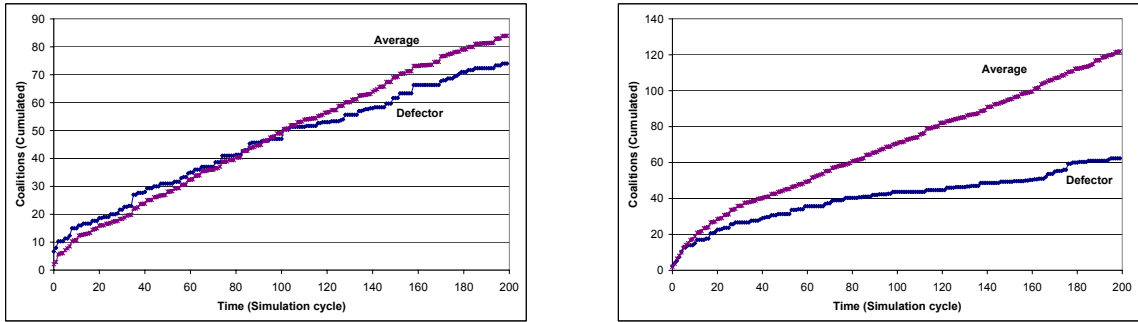 90
80
70
60
50
40
30
20
10
0
Coalitions (Cumulated)
Average
Defector
0 20 40 60 80 100 120 140 160 180 200
Time (Simulation cycle)
140
120
100
80
60
40
20
0
Coalitions (Cumulated)
Average
Defector
0 20 40 60 80 100 120 140 160 180 200
Time (Simulation cycle)